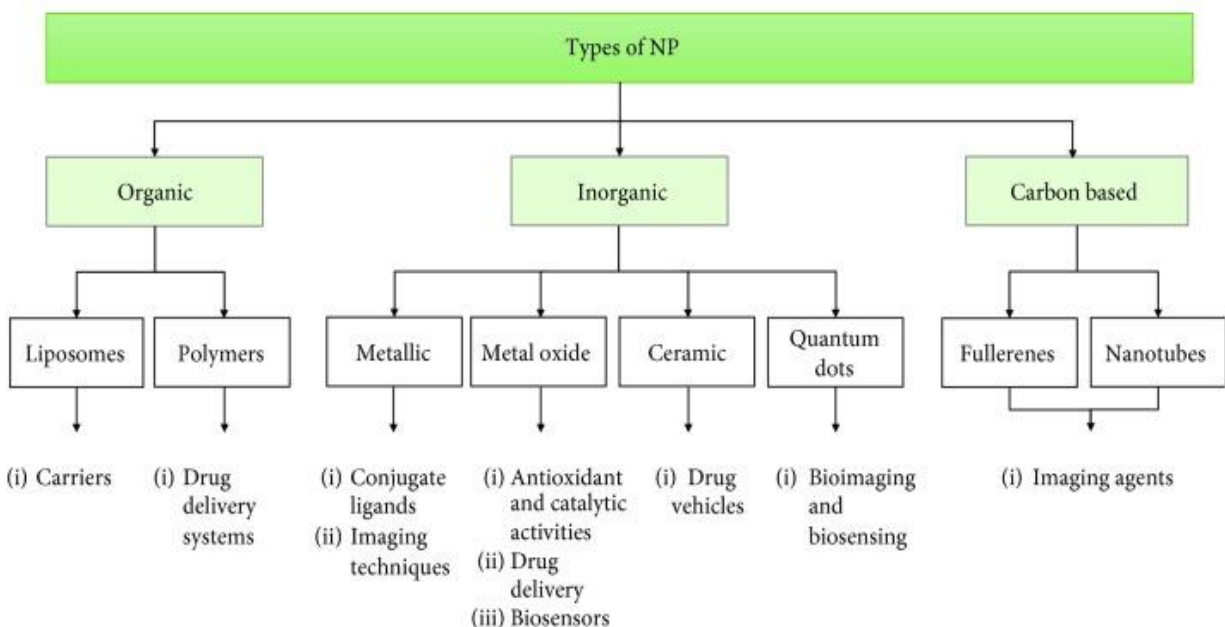 Types of NP
Organic
Inorganic
Carbon based
Liposomes
Polymers
Metallic
Metal oxide
Ceramic
Quantum
dots
Fullerenes
Nanotubes
(i) Carriers
(i) Drug
delivery
systems
(i) Conjugate
ligands
(ii) Imaging
techniques
(i) Antioxidant
and catalytic
activities
(ii) Drug
delivery
(iii) Biosensors
(i) Drug
vehicles
(i) Bioimaging
and
biosensing
(i) Imaging agents